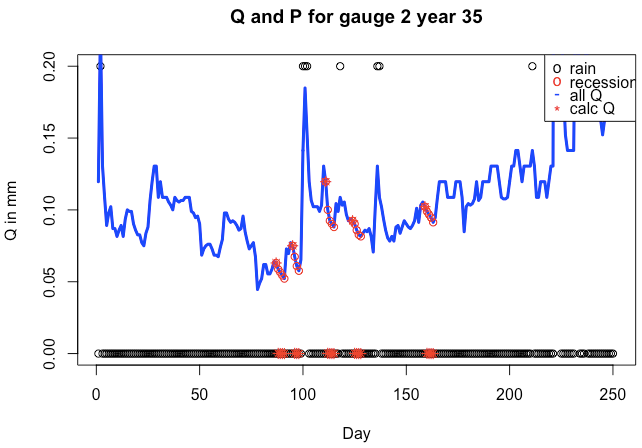 Q and P for gauge 2 year 35
Q in mm
0.20
0.15
0.10
0.05
0.00
o rain
o recession
- all Q
* calc Q
0 50 100 150 200 250
Day